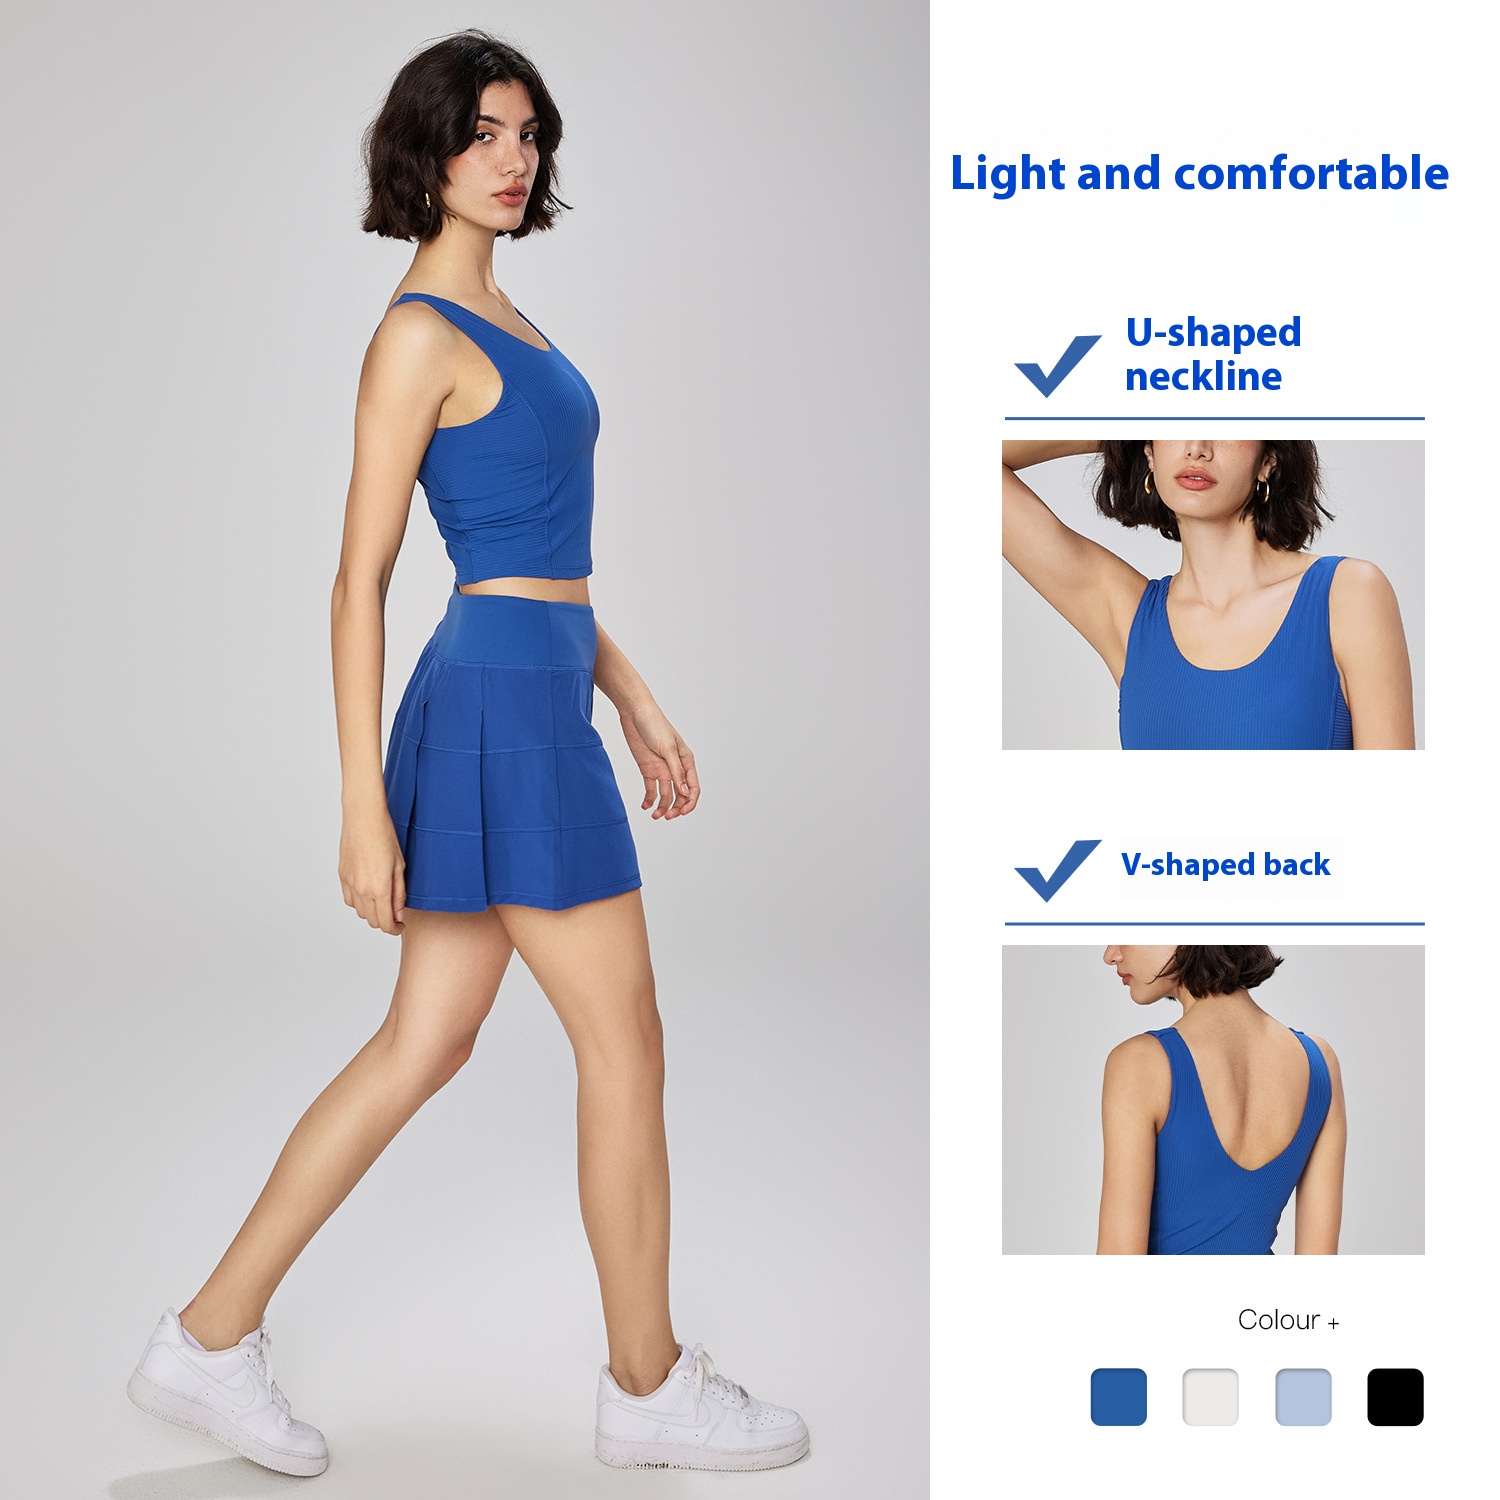 Light and comfortable
U-shaped
neckline
V-shaped back
Colour +